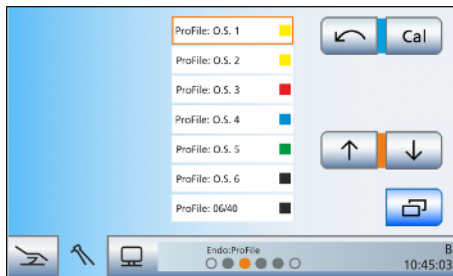 ProFile: O.S. 1
ProFile: O.S. 2
ProFile: O.S. 3
ProFile: O.S. 4
ProFile: O.S. 5
ProFile: O.S. 6
ProFile: 06/40
Cal
Endo:ProFile
B
10:45:03